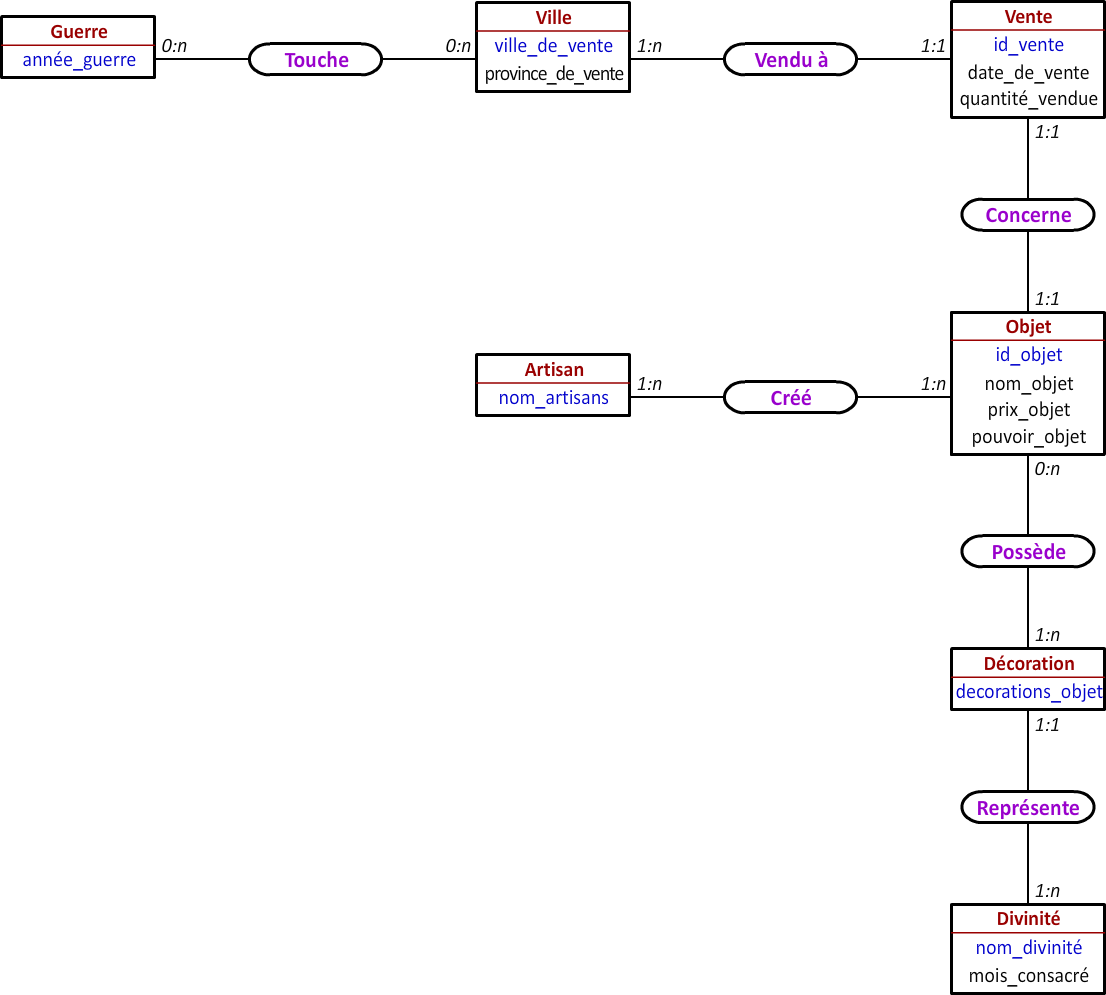 Guerre
année_guerre
0:n
Touche
0:n
Ville
ville_de_vente
province_de_vente
1:n
Vendu à
1:1
Vente
id_vente
date_de_vente
quantité_vendue
1:1
Concerne
1:1
Artisan
nom_artisans
1:n
Créé
1:n
Objet
id_objet
nom_objet
prix_objet
pouvoir_objet
0:n
Possède
1:n
Décoration
decorations_objet
1:1
Représente
1:n
Divinité
nom_divinité
mois_consacré